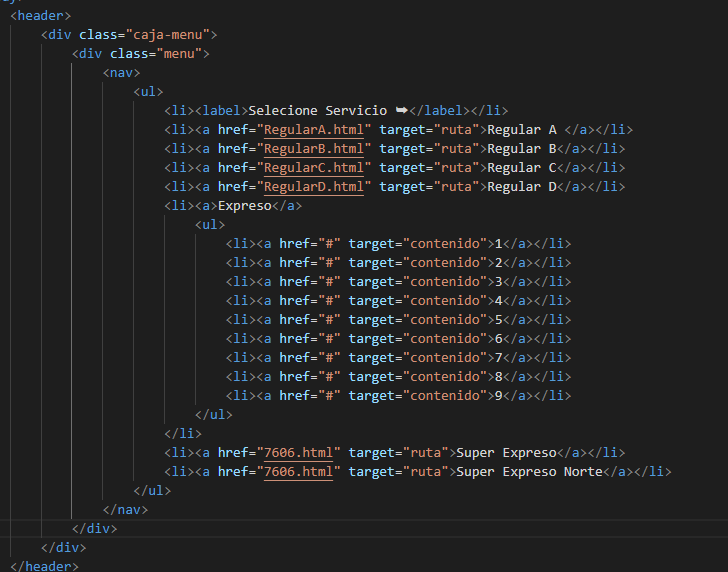 <header>
<div class="caja-menu">
<div class="menu">
<nav>
<ul>
<li><label>Selecione Servicio ➥</label></li>
<li><a href="RegularA.html" target="ruta">Regular A </a></li>
<li><a href="RegularB.html" target="ruta">Regular B</a></li>
<li><a href="RegularC.html" target="ruta">Regular C</a></li>
<li><a href="RegularD.html" target="ruta">Regular D</a></li>
<li><a>Expreso</a>
<ul>
<li><a href="#" target="contenido">1</a></li>
<li><a href="#" target="contenido">2</a></li>
<li><a href="#" target="contenido">3</a></li>
<li><a href="#" target="contenido">4</a></li>
<li><a href="#" target="contenido">5</a></li>
<li><a href="#" target="contenido">6</a></li>
<li><a href="#" target="contenido">7</a></li>
<li><a href="#" target="contenido">8</a></li>
<li><a href="#" target="contenido">9</a></li>
</ul>
</li>
<li><a href="7606.html" target="ruta">Super Expreso</a></li>
<li><a href="7606.html" target="ruta">Super Expreso Norte</a></li>
</ul>
</nav>
</div>
</div>
</header>